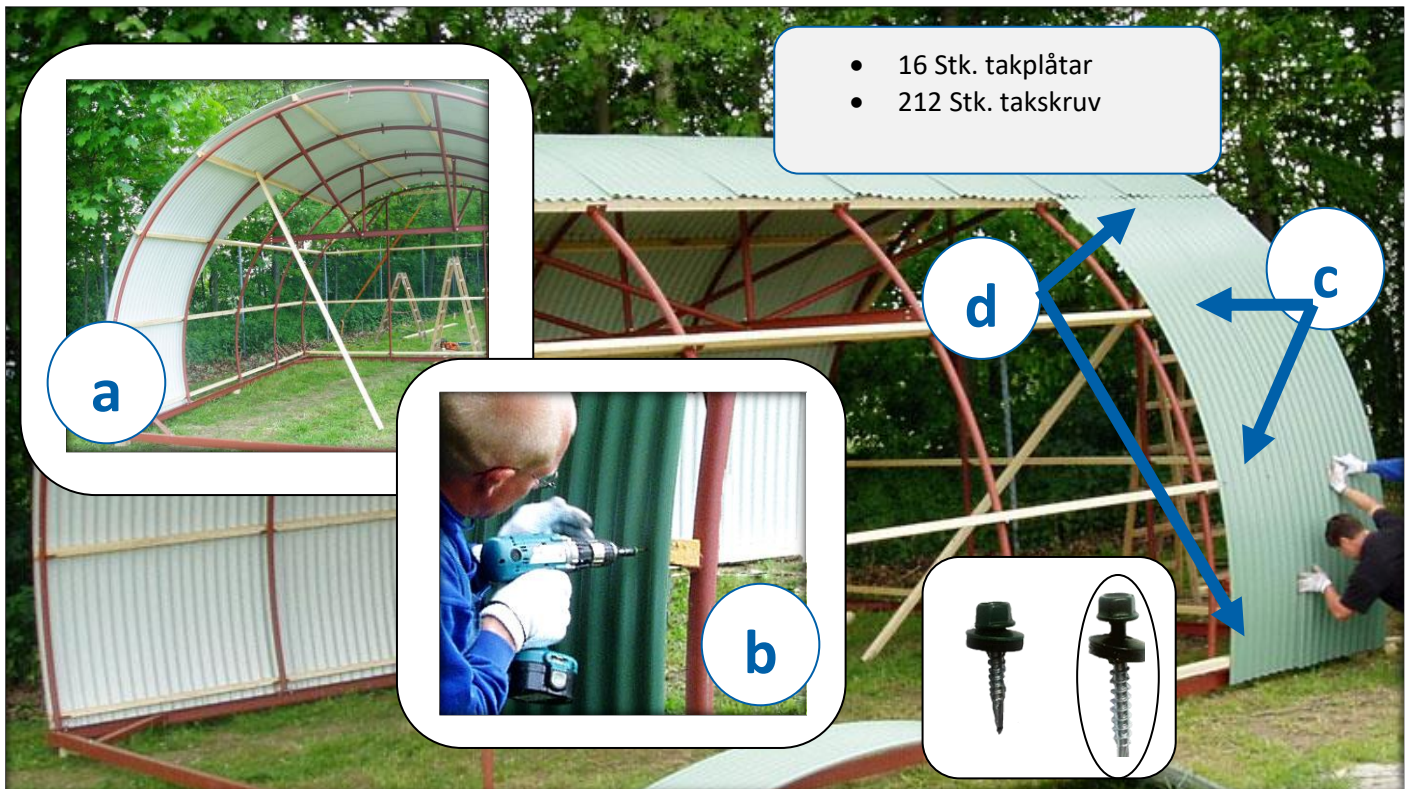 • 16 Stk. takplåtar
• 212 Stk. takskruv
a
b
c
d